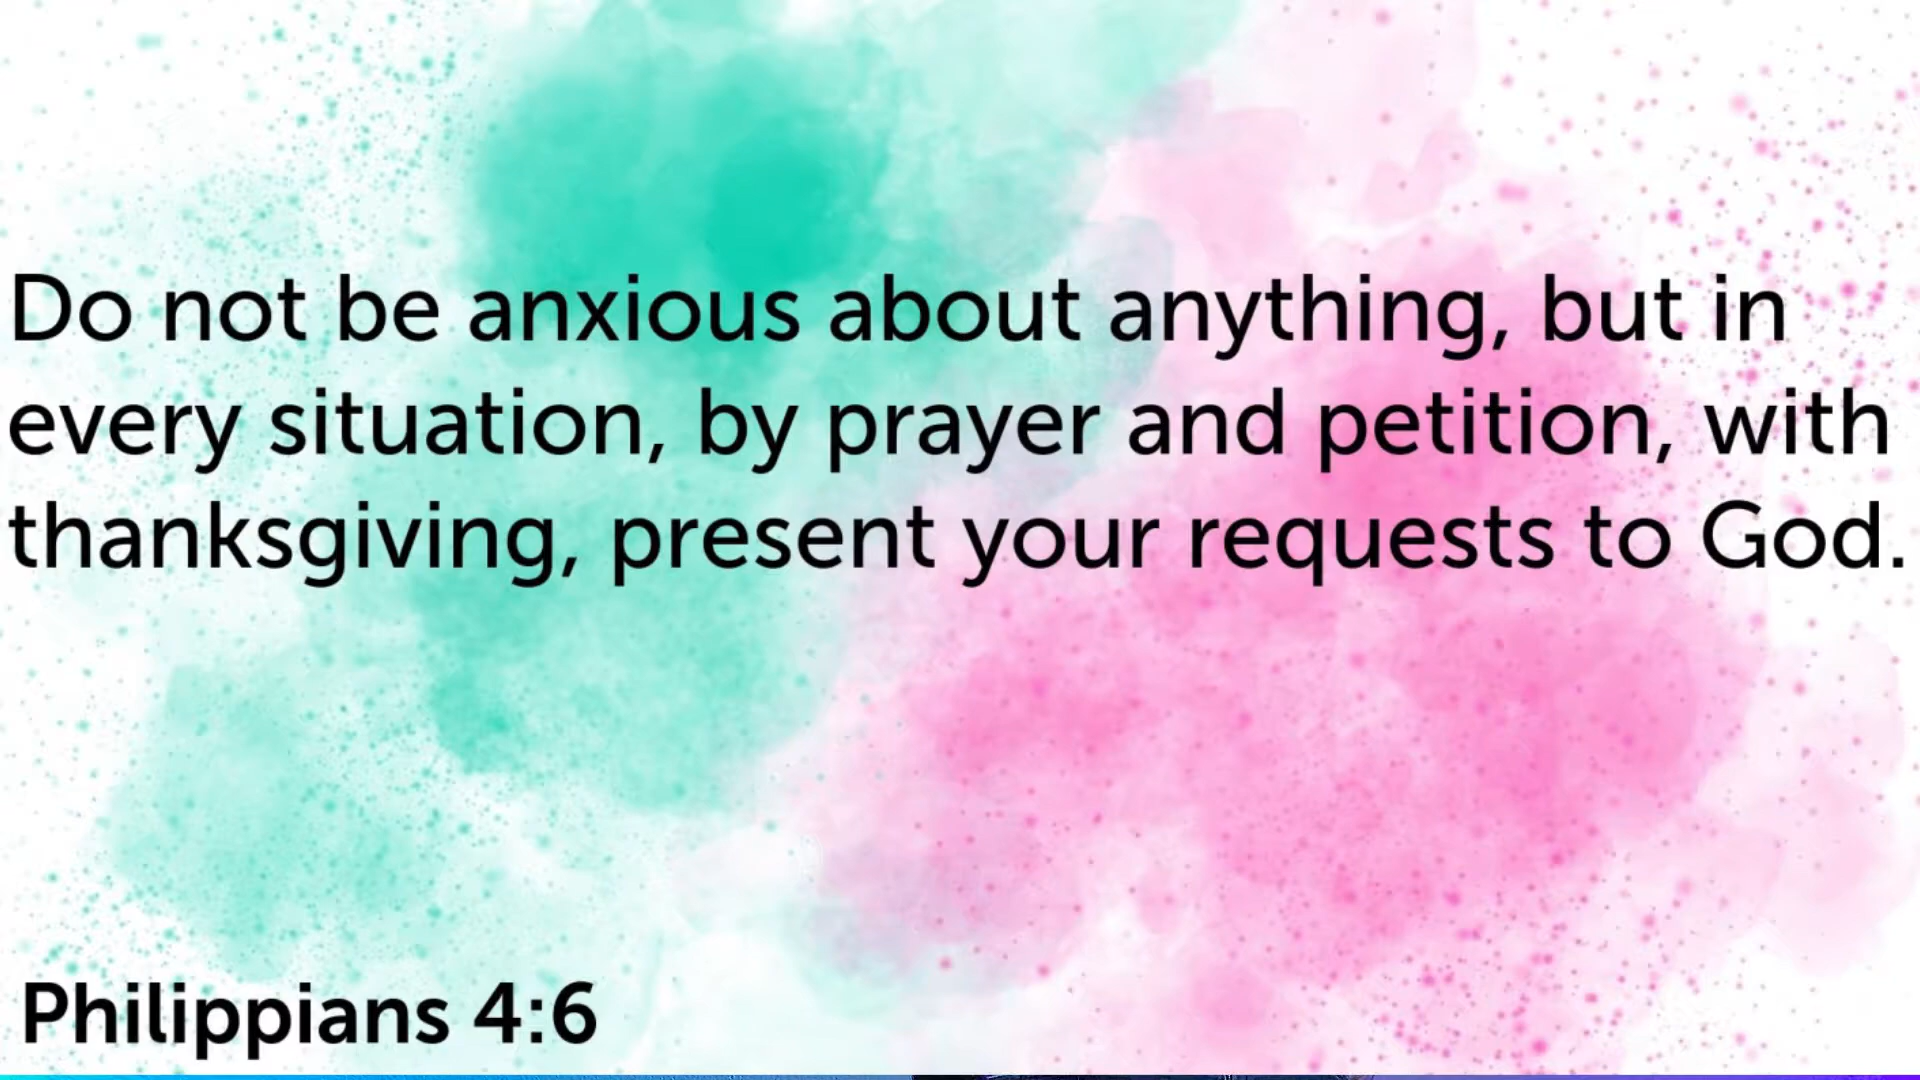 Do not be anxious about anything, but in
every situation, by prayer and petition, with
thanksgiving, present your requests to God.
Philippians 4:6